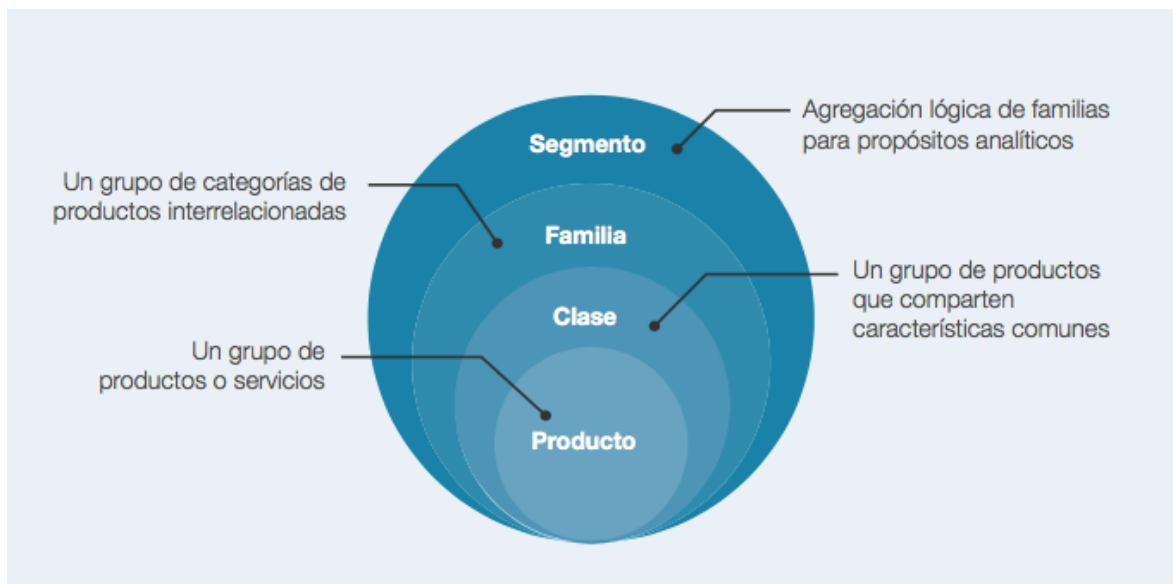 Segmento
Agregación lógica de familias
para propósitos analíticos
Un grupo de categorías de
productos interrelacionadas
Familia
Un grupo de productos
que comparten
características comunes
Clase
Un grupo de
productos o servicios
Producto